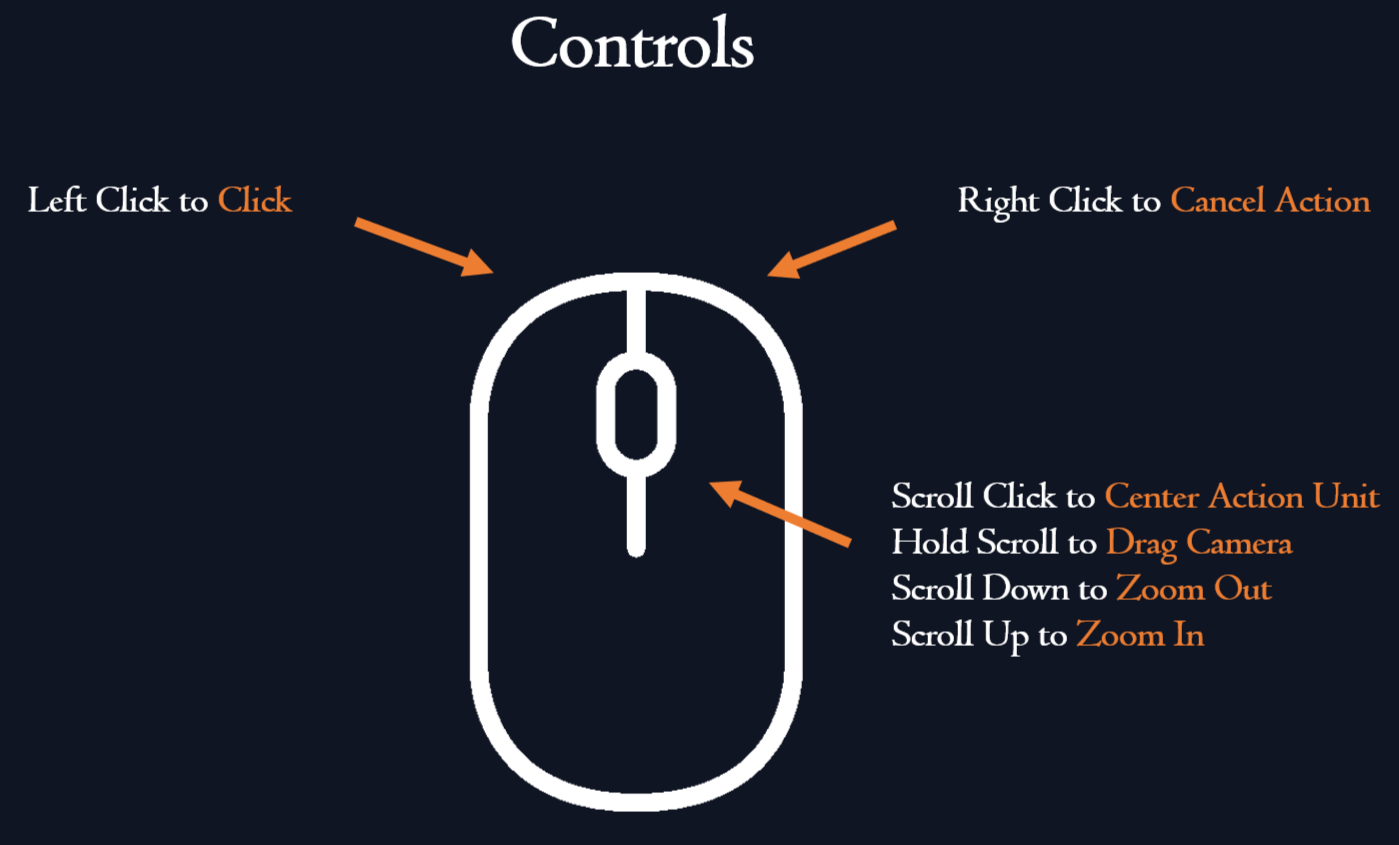 Controls
Left Click to Click
Right Click to Cancel Action
Scroll Click to Center Action Unit
Hold Scroll to Drag Camera
Scroll Down to Zoom Out
Scroll Up to Zoom In